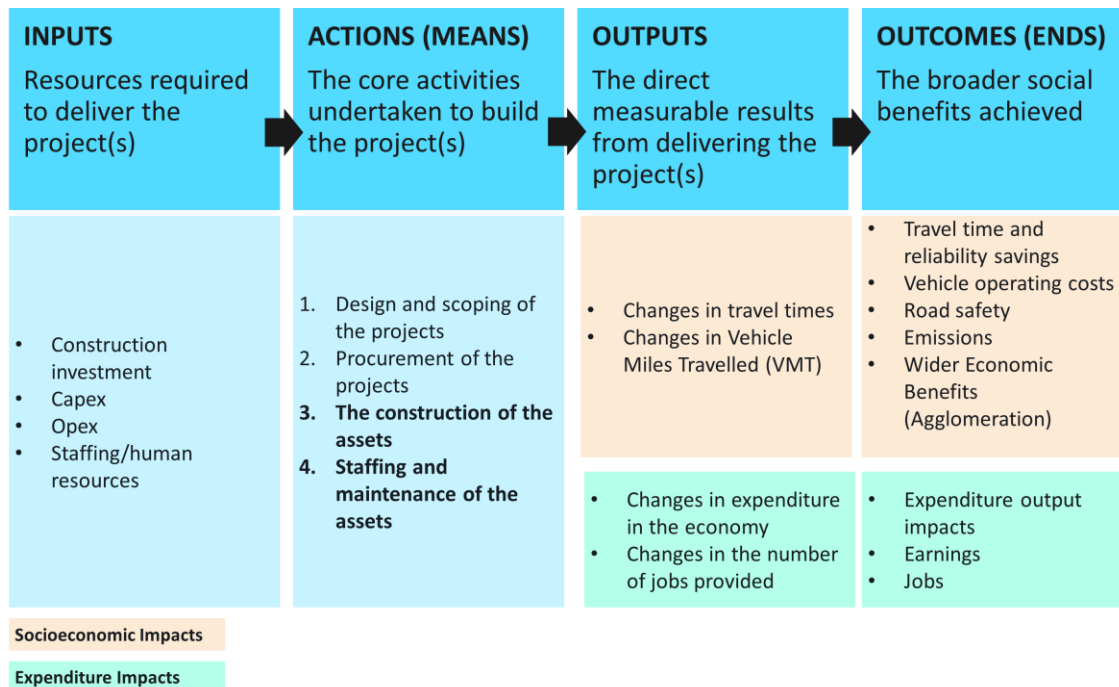 INPUTS
Resources required
to deliver the
project(s)
ACTIONS (MEANS)
The core activities
undertaken to build
the project(s)
OUTPUTS
The direct
measurable results
from delivering the
project(s)
OUTCOMES (ENDS)
The broader social
benefits achieved
• Construction
investment
• Capex
• Opex
• Staffing/human
resources
1. Design and scoping of
the projects
2. Procurement of the
projects
3. The construction of the
assets
4. Staffing and
maintenance of the
assets
• Changes in travel times
• Changes in Vehicle
Miles Travelled (VMT)
• Travel time and
reliability savings
• Vehicle operating costs
• Road safety
• Emissions
• Wider Economic
Benefits
(Agglomeration)
• Changes in expenditure
in the economy
• Changes in the number
of jobs provided
• Expenditure output
impacts
• Earnings
• Jobs
Socioeconomic Impacts
Expenditure Impacts